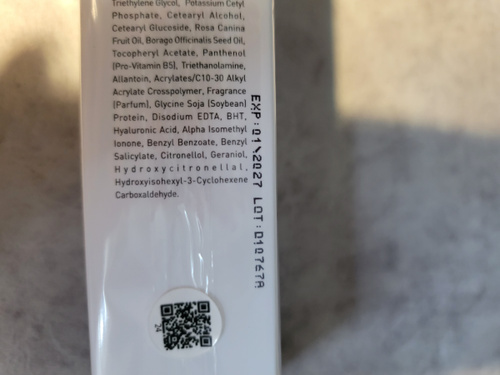 Triethylene Glycol, Potassium Cetyl
Phosphate, Cetearyl Alcohol,
Cetearyl Glucoside, Rosa Canina
Fruit Oil, Borago Officinalis Seed Oil,
Tocopheryl Acetate, Panthenol
(Pro-Vitamin B5), Triethanolamine,
Allantoin, Acrylates/C10-30 Alkyl
Acrylate Crosspolymer, Fragrance
(Parfum), Glycine Soja (Soybean)
Protein, Disodium EDTA, BHT,
Hyaluronic Acid, Alpha Isomethyl
Ionone, Benzyl Benzoate, Benzyl
Salicylate, Citronellol, Geraniol,
Hydroxycitronellal,
Hydroxyisohexyl-3-Cyclohexene
Carboxaldehyde.
EXP:01\2027 LOT:D10767A
24